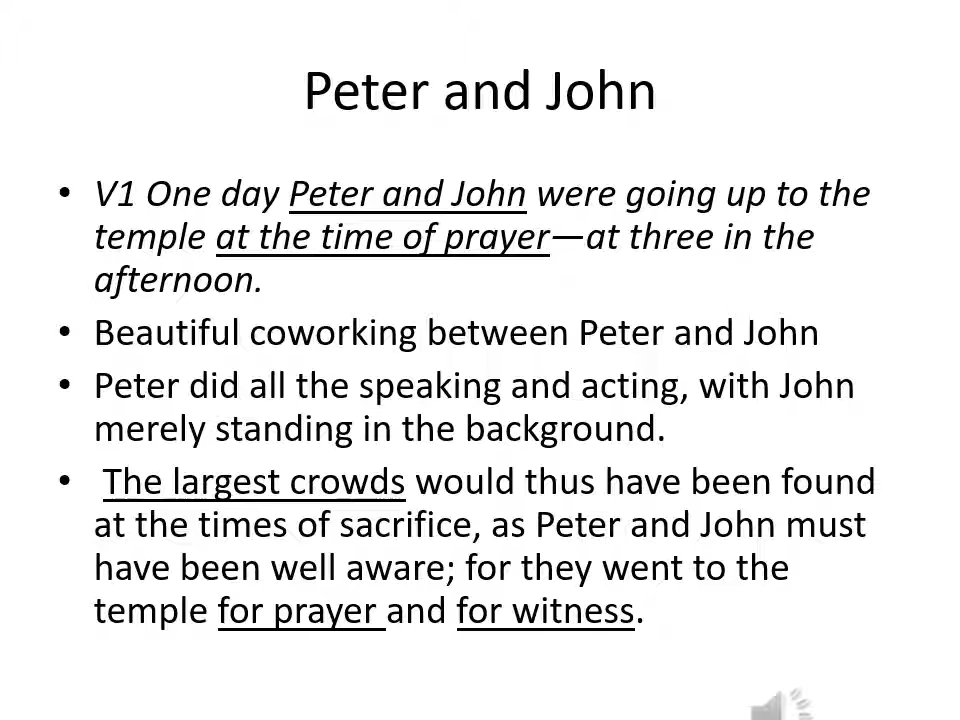 Peter and John
• V1 One day Peter and John were going up to the
temple at the time of prayer—at three in the
afternoon.
• Beautiful coworking between Peter and John
• Peter did all the speaking and acting, with John
merely standing in the background.
• The largest crowds would thus have been found
at the times of sacrifice, as Peter and John must
have been well aware; for they went to the
temple for prayer and for witness.